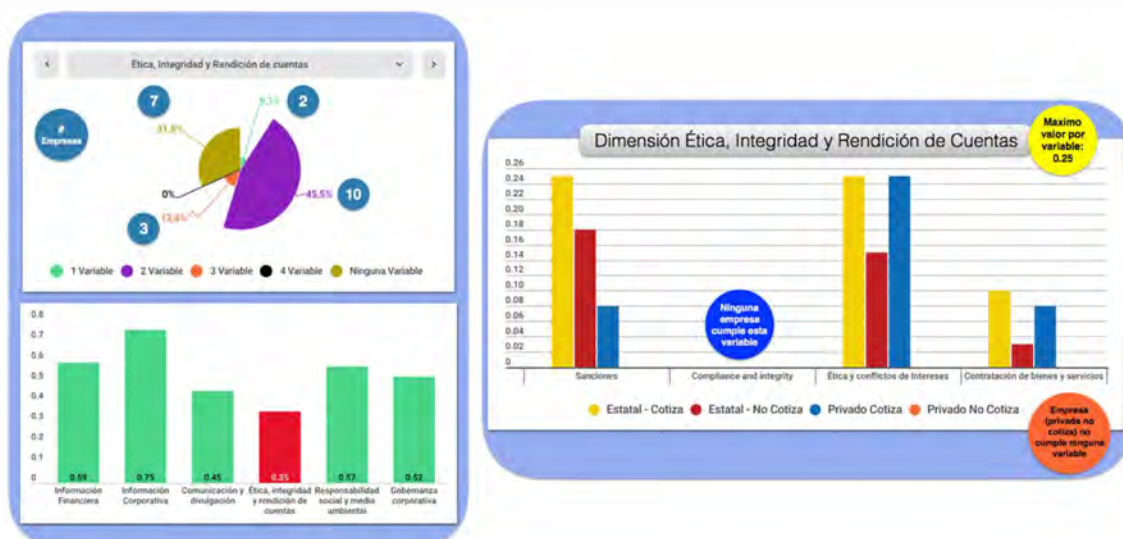 <
Ética, Integridad y Rendición de cuentas
>
#
Empresas
7
2
31,8%
9,1%
0%
45,5%
10
13,6%
3
1 Variable
2 Variable
3 Variable
4 Variable
Ninguna Variable
0.8
0.7
0.6
0.5
0.4
0.3
0.2
0.1
0
0.59
0.75
0.45
0.35
0.57
0.52
Información
Financiera
Información
Corporativa
Comunicación y
divulgación
Ética, integridad
y rendición de
cuentas
Responsabilidad
social y medio
ambiental
Gobernanza
corporativa
Dimensión Ética, Integridad y Rendición de Cuentas
Maximo
valor por
variable:
0.25
0.26
0.24
0.22
0.20
0.18
0.16
0.14
0.12
0.10
0.08
0.06
0.04
0.02
0
Ninguna
empresa
cumple esta
variable
Sanciones
Compliance and integrity
Ética y conflictos de Intereses
Contratación de bienes y servicios
Estatal - Cotiza
Estatal - No Cotiza
Privado Cotiza
Privado No Cotiza
Empresa
(privada no
cotiza) no
cumple ninguna
variable